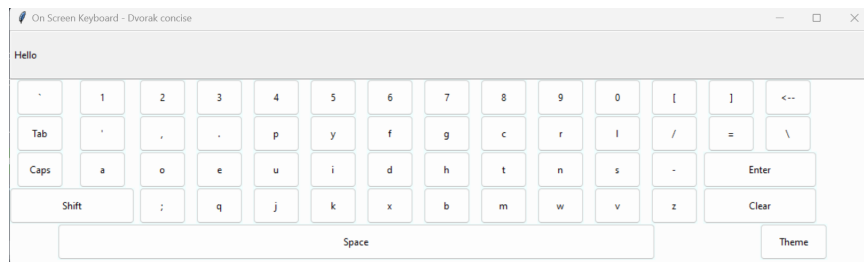 On Screen Keyboard - Dvorak concise
Hello
` 1 2 3 4 5 6 7 8 9 0 [ ] <--
Tab ' , . p y f g c r l / = \
Caps a o e u i d h t n s - Enter
Shift ; q j k x b m w v z Clear
Space Theme